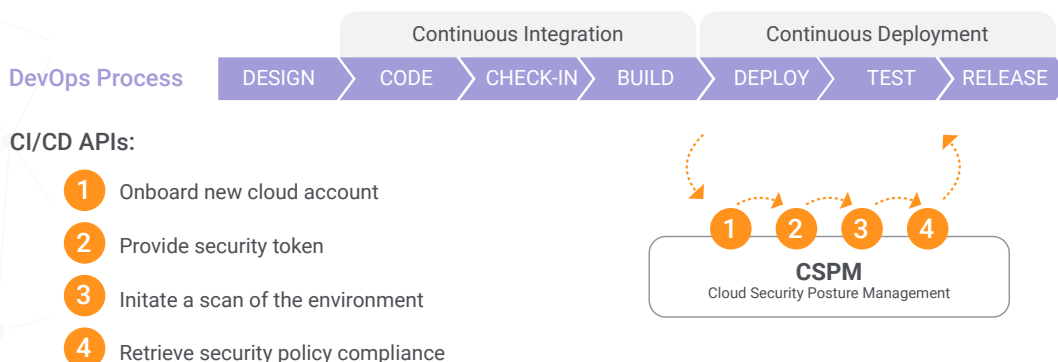 Continuous Integration
Continuous Deployment
DevOps Process
DESIGN
CODE
CHECK-IN
BUILD
DEPLOY
TEST
RELEASE
CI/CD APIs:
1 Onboard new cloud account
2 Provide security token
3 Initate a scan of the environment
4 Retrieve security policy compliance
1 2 3 4
CSPM
Cloud Security Posture Management